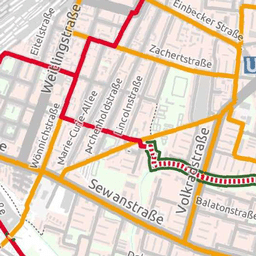 Einbecker Straße
Eitelstraße
Weitlingstraße
Zachertstraße
U
Lincolnstraße
Archenholdstraße
Marie-Curie-Allee
Wönnichstraße
Volkradstraße
Sewanstraße
Balatonstraße